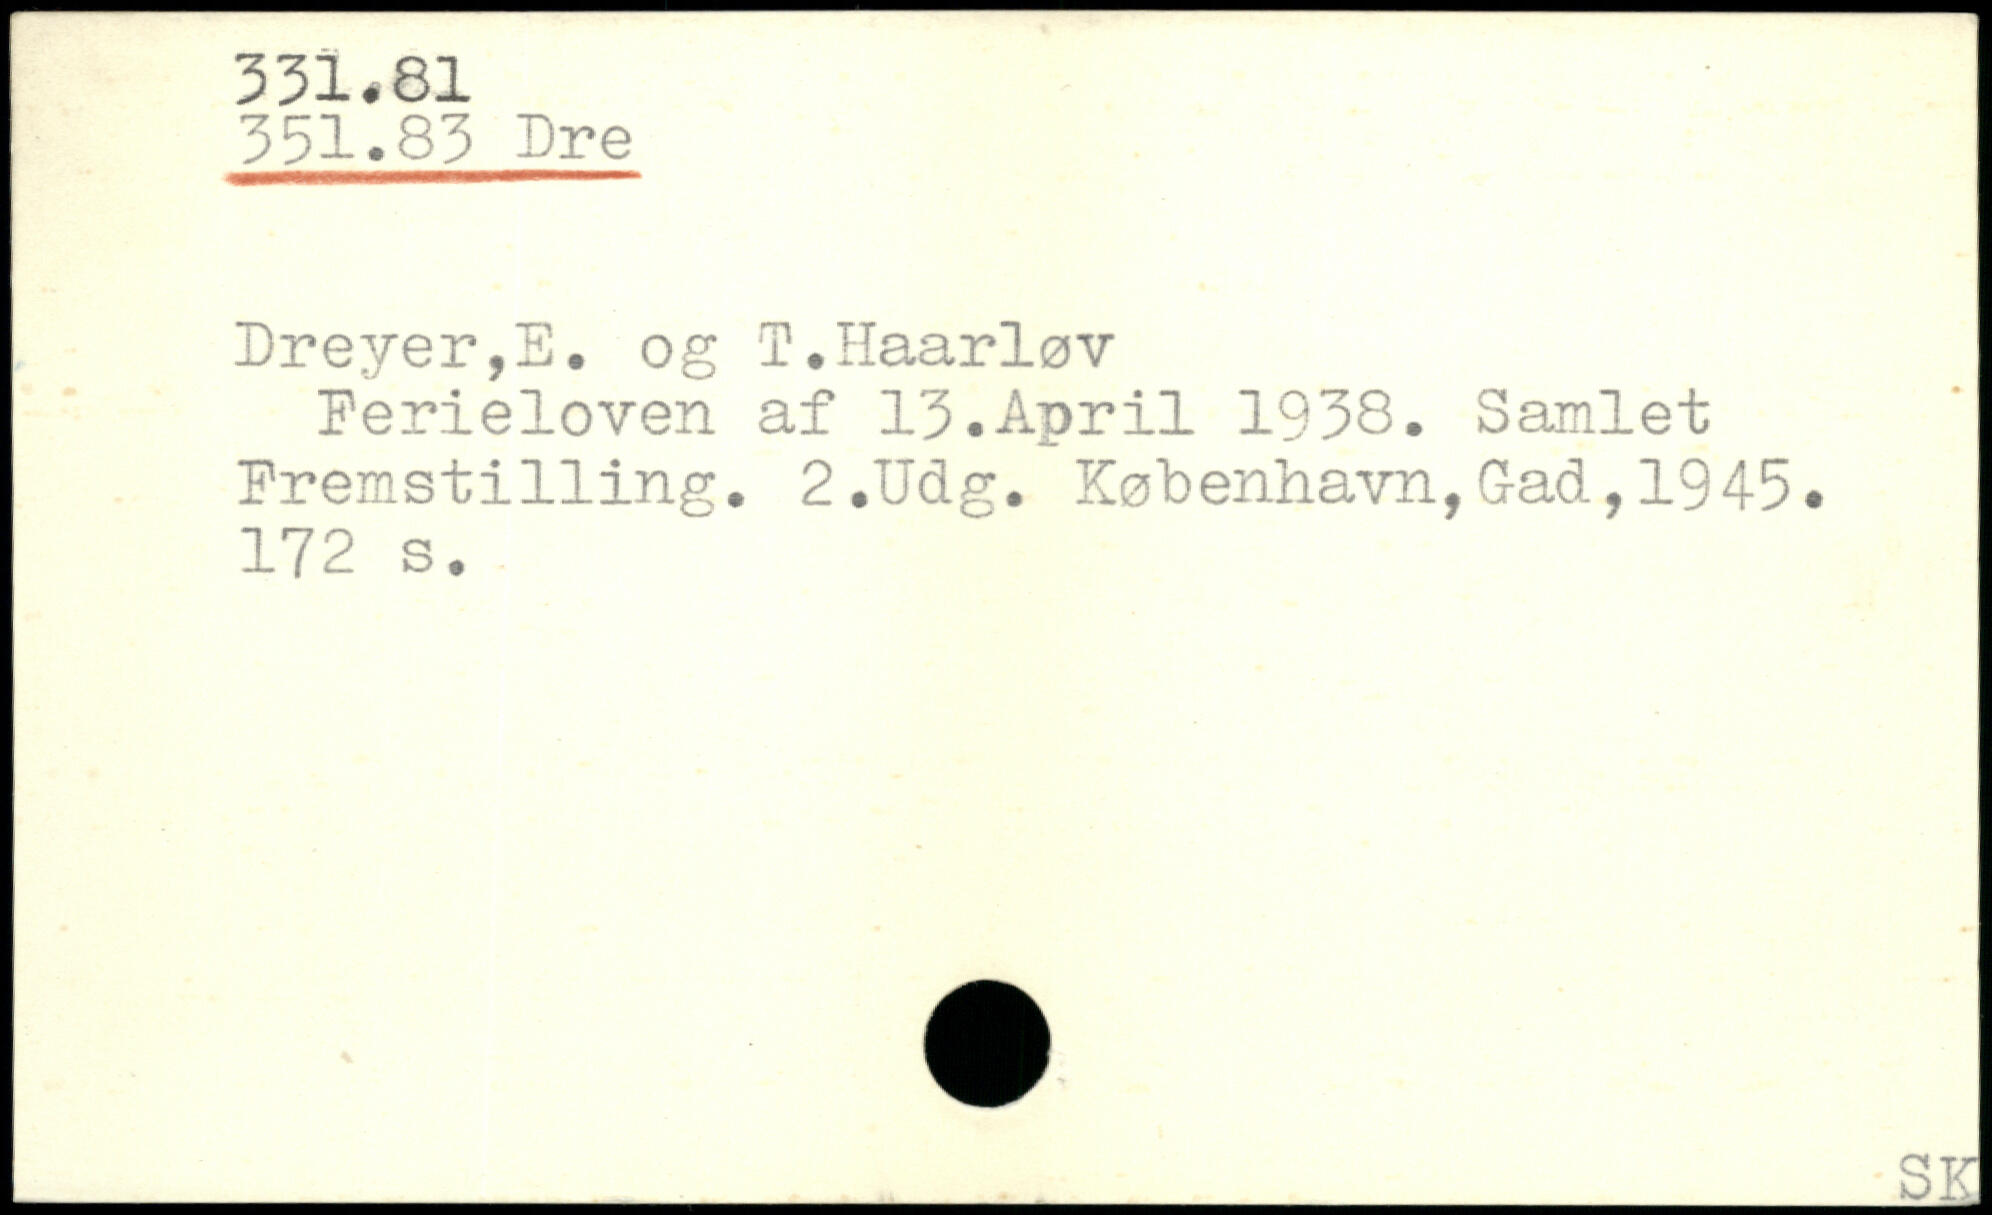 331.81
351.83 Dre
Dreyer,E. og T.Haarløv
Ferieloven af 13.April 1938. Samlet
Fremstilling. 2.Udg. København,Gad,1945.
172 s.
SK